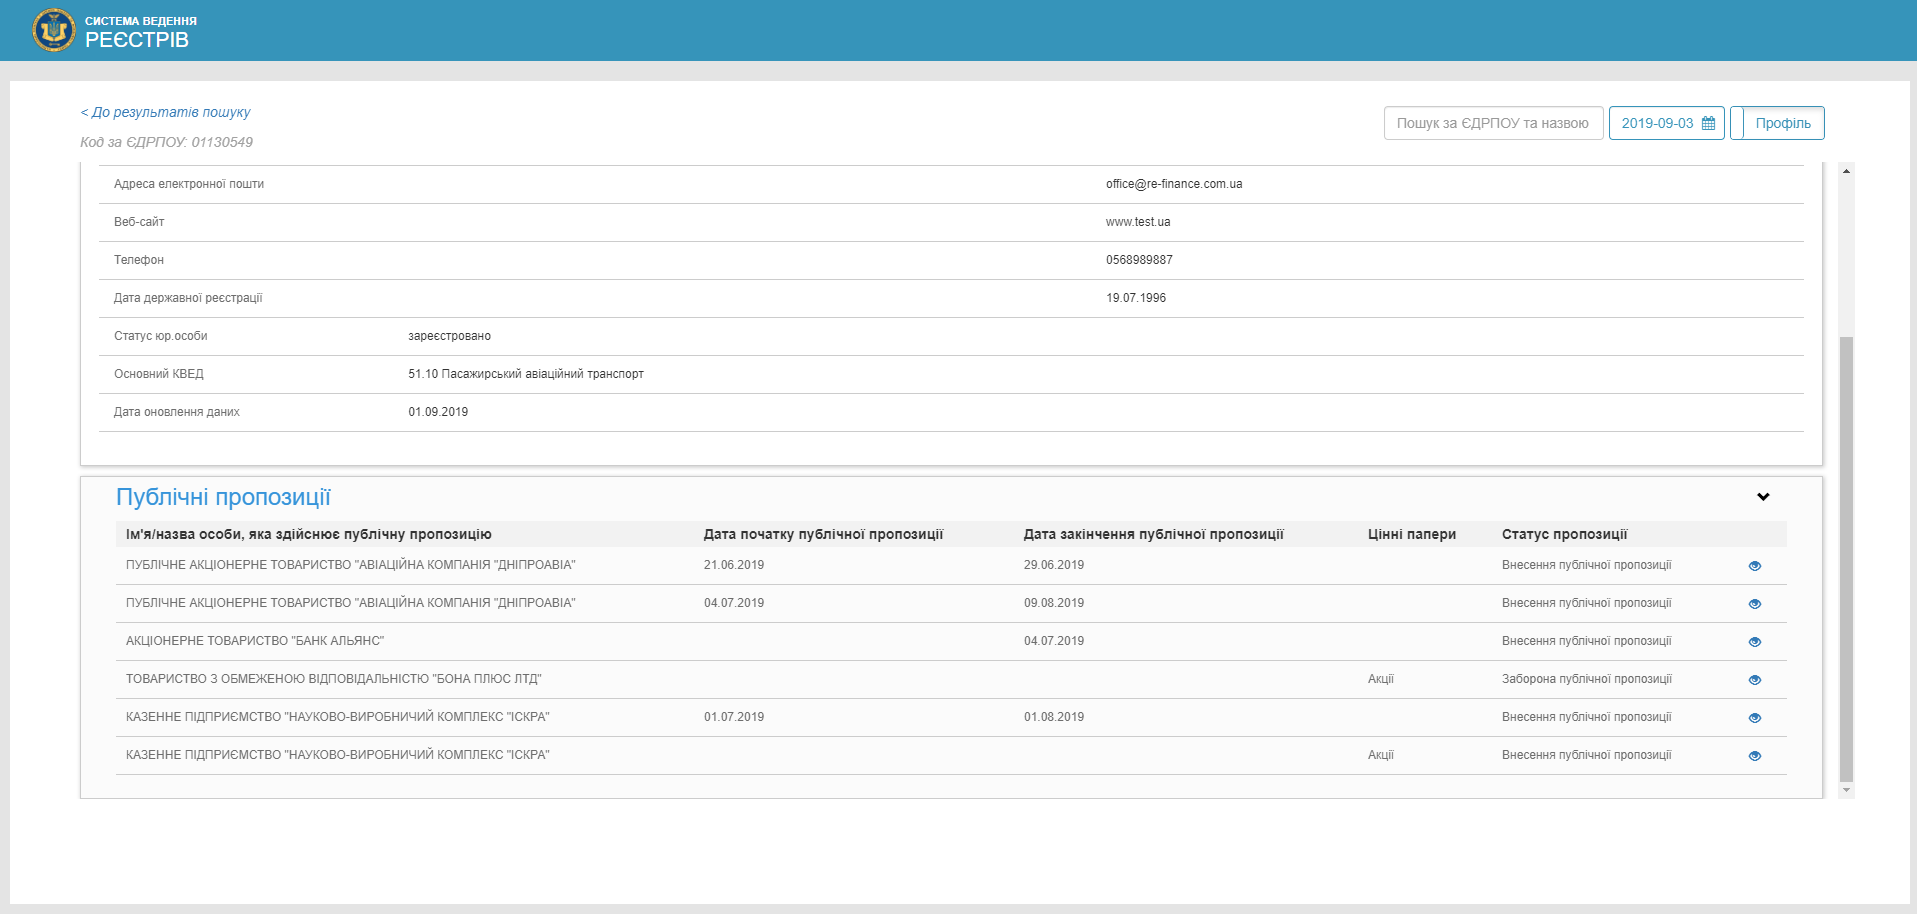 СИСТЕМА ВЕДЕННЯ
РЕЄСТРІВ
< До результатів пошуку
Код за ЄДРПОУ: 01130549
Пошук за ЄДРПОУ та назвою
2019-09-03
Профіль
Адреса електронної пошти office@re-finance.com.ua
Веб-сайт www.test.ua
Телефон 0568989887
Дата державної реєстрації 19.07.1996
Статус юр.особи зареєстровано
Основний КВЕД 51.10 Пасажирський авіаційний транспорт
Дата оновлення даних 01.09.2019
Публічні пропозиції
Ім'я/назва особи, яка здійснює публічну пропозицію Дата початку публічної пропозиції Дата закінчення публічної пропозиції Цінні папери Статус пропозиції
ПУБЛІЧНЕ АКЦІОНЕРНЕ ТОВАРИСТВО "АВІАЦІЙНА КОМПАНІЯ "ДНІПРОАВІА" 21.06.2019 29.06.2019 Внесення публічної пропозиції
ПУБЛІЧНЕ АКЦІОНЕРНЕ ТОВАРИСТВО "АВІАЦІЙНА КОМПАНІЯ "ДНІПРОАВІА" 04.07.2019 09.08.2019 Внесення публічної пропозиції
АКЦІОНЕРНЕ ТОВАРИСТВО "БАНК АЛЬЯНС" 04.07.2019 Внесення публічної пропозиції
ТОВАРИСТВО З ОБМЕЖЕНОЮ ВІДПОВІДАЛЬНІСТЮ "БОНА ПЛЮС ЛТД" Акції Заборона публічної пропозиції
КАЗЕННЕ ПІДПРИЄМСТВО "НАУКОВО-ВИРОБНИЧИЙ КОМПЛЕКС "ІСКРА" 01.07.2019 01.08.2019 Внесення публічної пропозиції
КАЗЕННЕ ПІДПРИЄМСТВО "НАУКОВО-ВИРОБНИЧИЙ КОМПЛЕКС "ІСКРА" Акції Внесення публічної пропозиції